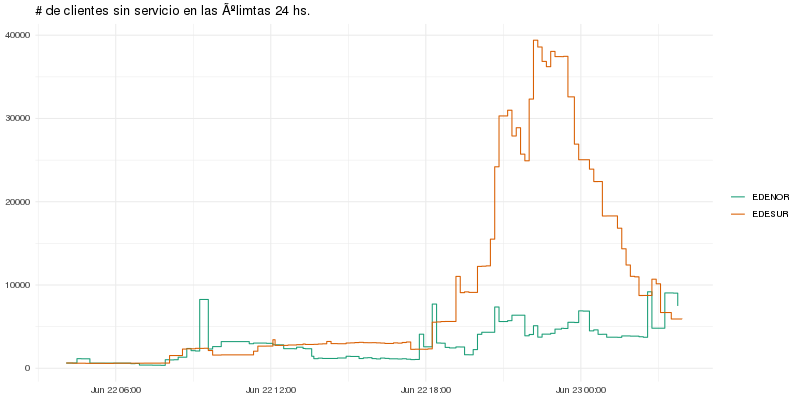 # de clientes sin servicio en las Ãºlimtas 24 hs.
40000
30000
20000
10000
0
Jun 22 06:00
Jun 22 12:00
Jun 22 18:00
Jun 23 00:00
EDENOR
EDESUR